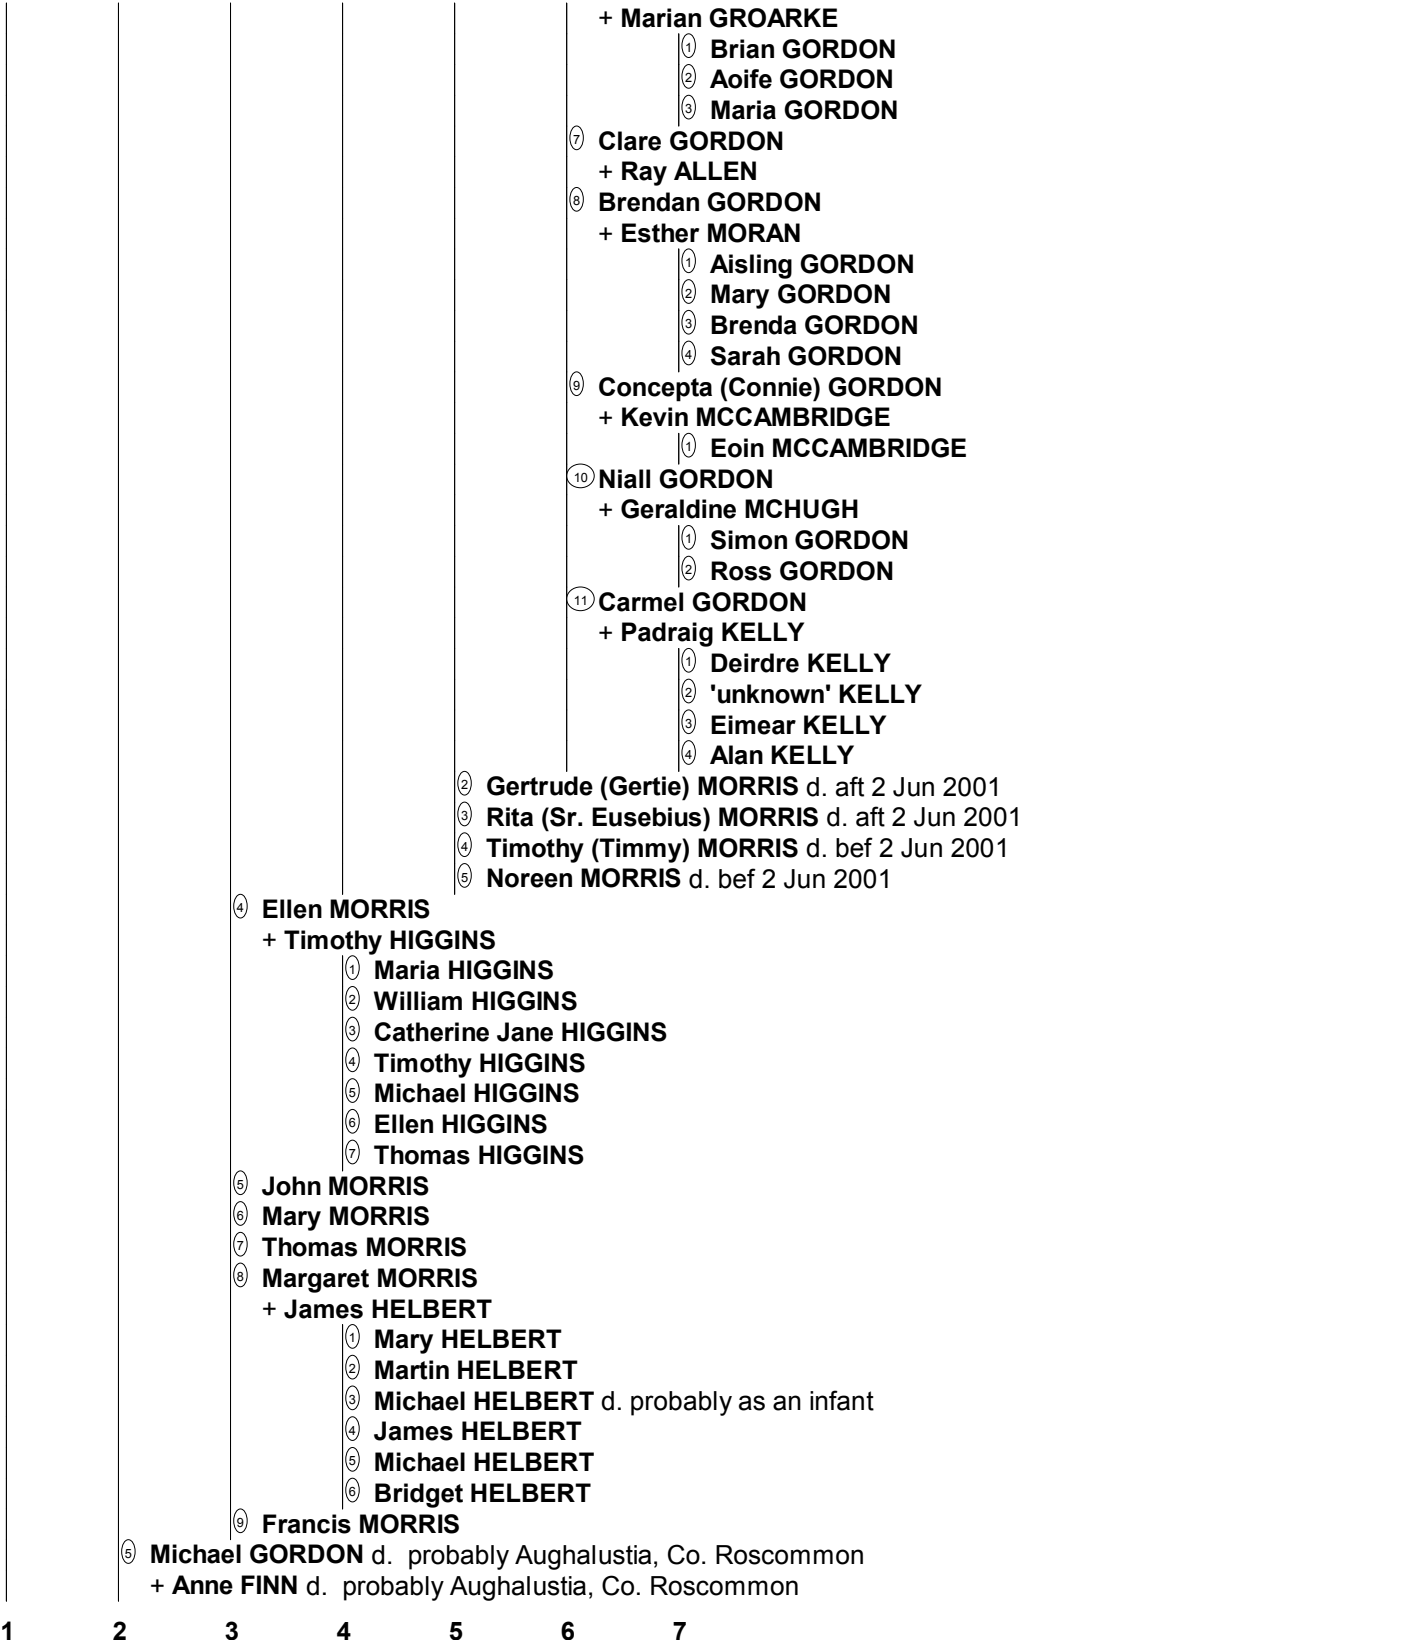 + Marian GROARKE
1 Brian GORDON
2 Aoife GORDON
3 Maria GORDON
7 Clare GORDON
+ Ray ALLEN
8 Brendan GORDON
+ Esther MORAN
1 Aisling GORDON
2 Mary GORDON
3 Brenda GORDON
4 Sarah GORDON
9 Concepta (Connie) GORDON
+ Kevin MCCAMBRIDGE
1 Eoin MCCAMBRIDGE
10 Niall GORDON
+ Geraldine MCHUGH
1 Simon GORDON
2 Ross GORDON
11 Carmel GORDON
+ Padraig KELLY
1 Deirdre KELLY
2 'unknown' KELLY
3 Eimear KELLY
4 Alan KELLY
2 Gertrude (Gertie) MORRIS d. aft 2 Jun 2001
3 Rita (Sr. Eusebius) MORRIS d. aft 2 Jun 2001
4 Timothy (Timmy) MORRIS d. bef 2 Jun 2001
5 Noreen MORRIS d. bef 2 Jun 2001
4 Ellen MORRIS
+ Timothy HIGGINS
1 Maria HIGGINS
2 William HIGGINS
3 Catherine Jane HIGGINS
4 Timothy HIGGINS
5 Michael HIGGINS
6 Ellen HIGGINS
7 Thomas HIGGINS
5 John MORRIS
6 Mary MORRIS
7 Thomas MORRIS
8 Margaret MORRIS
+ James HELBERT
1 Mary HELBERT
2 Martin HELBERT
3 Michael HELBERT d. probably as an infant
4 James HELBERT
5 Michael HELBERT
6 Bridget HELBERT
9 Francis MORRIS
5 Michael GORDON d. probably Aughalustia, Co. Roscommon
+ Anne FINN d. probably Aughalustia, Co. Roscommon
1 2 3 4 5 6 7